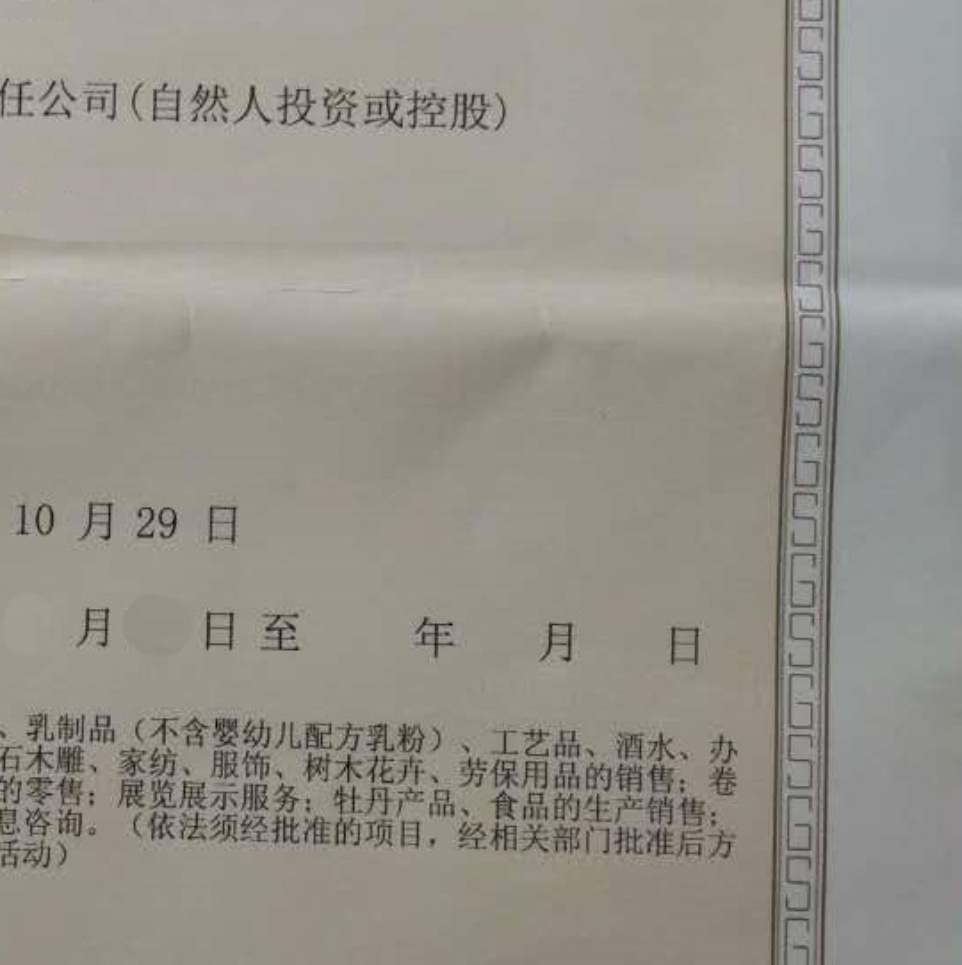 任公司(自然人投资或控股)
10 月 29 日
月 日 至 年 月 日
、乳制品（不含婴幼儿配方乳粉）、工艺品、酒水、办
石木雕、家纺、服饰、树木花卉、劳保用品的销售；卷
的零售；展览展示服务；牡丹产品、食品的生产销售；
息咨询。（依法须经批准的项目，经相关部门批准后方
活动）